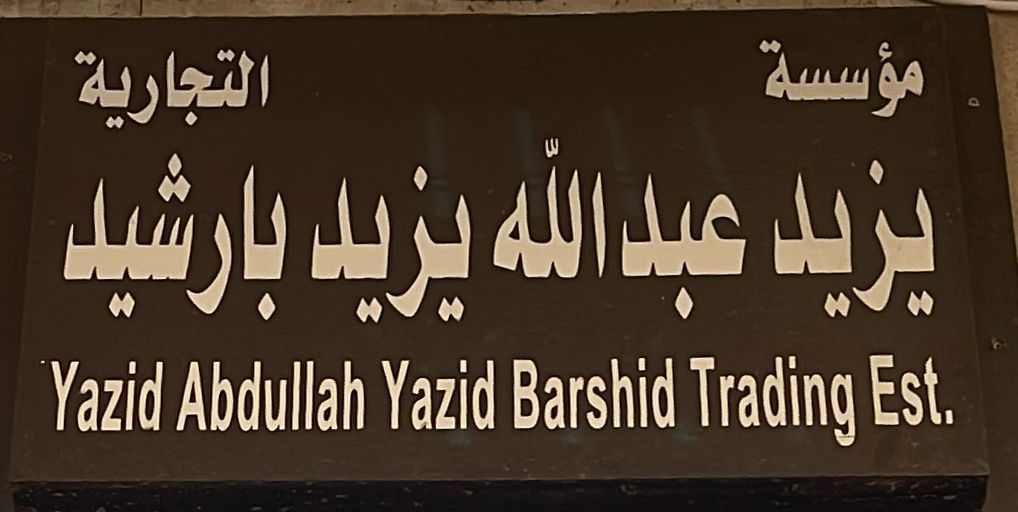 مؤسسة التجارية
يزيد عبدالله يزيد بارشيد
Yazid Abdullah Yazid Barshid Trading Est.